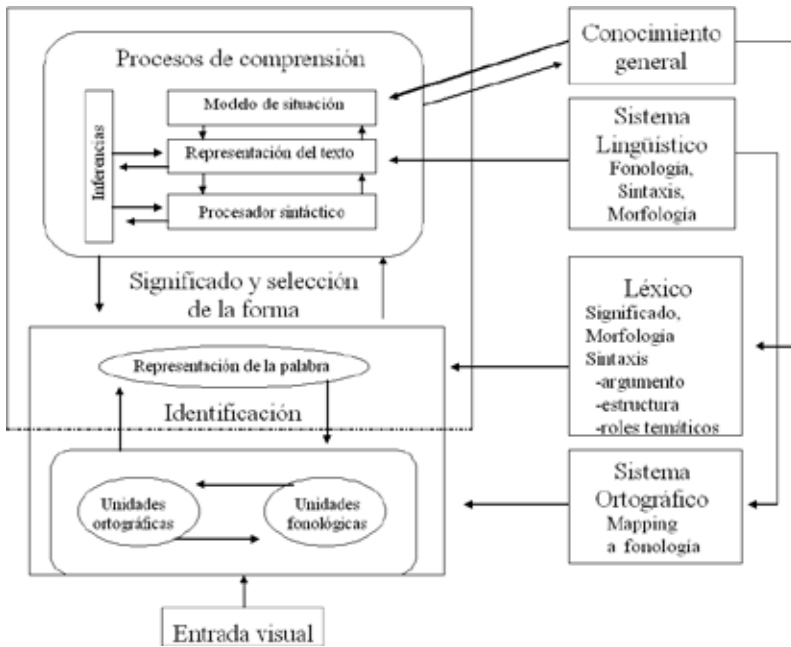 Procesos de comprensión
Modelo de situación
Inferencias
Representación del texto
Procesador sintáctico
Significado y selección
de la forma
Representación de la palabra
Identificación
Unidades
ortográficas
Unidades
fonológicas
Entrada visual
Conocimiento
general
Sistema
Lingüístico
Fonología,
Sintaxis,
Morfología
Léxico
Significado,
Morfología
Sintaxis
-argumento
-estructura
-roles temáticos
Sistema
Ortográfico
Mapping
a fonología